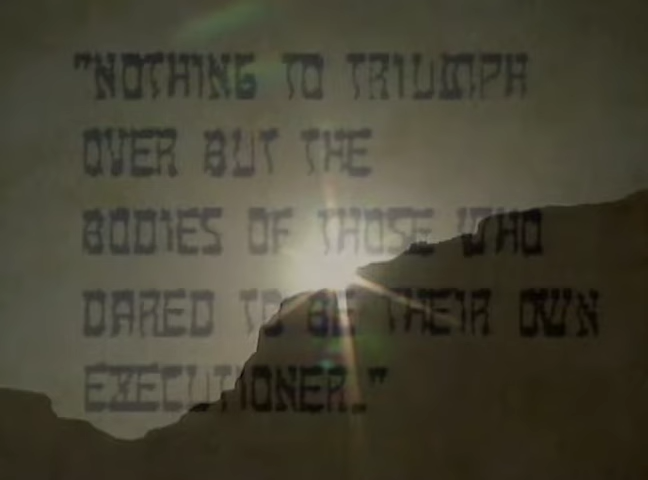 "NOTHING TO TRIUMPH
OVER BUT THE
BODIES OF THOSE WHO
DARED TO BE THEIR OWN
EXECUTIONER."